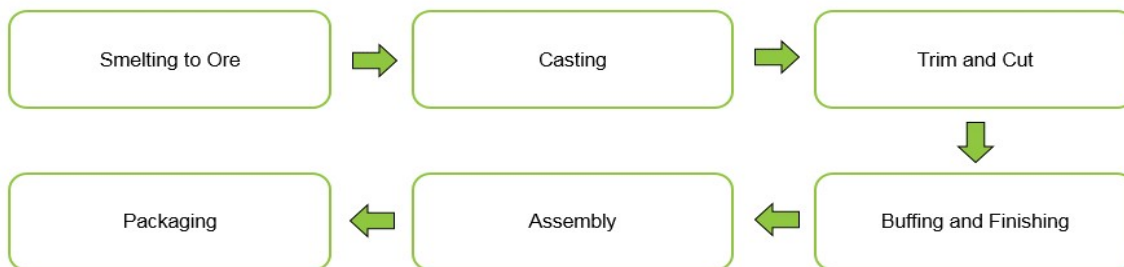 Smelting to Ore
Casting
Trim and Cut
Buffing and Finishing
Assembly
Packaging